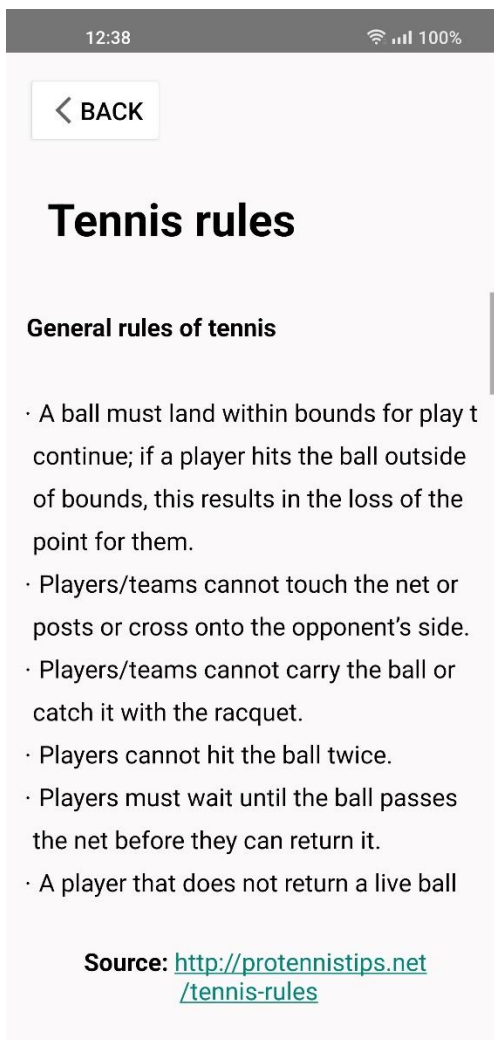 12:38 100%
BACK
Tennis rules
General rules of tennis
· A ball must land within bounds for play t
continue; if a player hits the ball outside
of bounds, this results in the loss of the
point for them.
· Players/teams cannot touch the net or
posts or cross onto the opponent’s side.
· Players/teams cannot carry the ball or
catch it with the racquet.
· Players cannot hit the ball twice.
· Players must wait until the ball passes
the net before they can return it.
· A player that does not return a live ball
Source: http://protennistips.net
/tennis-rules